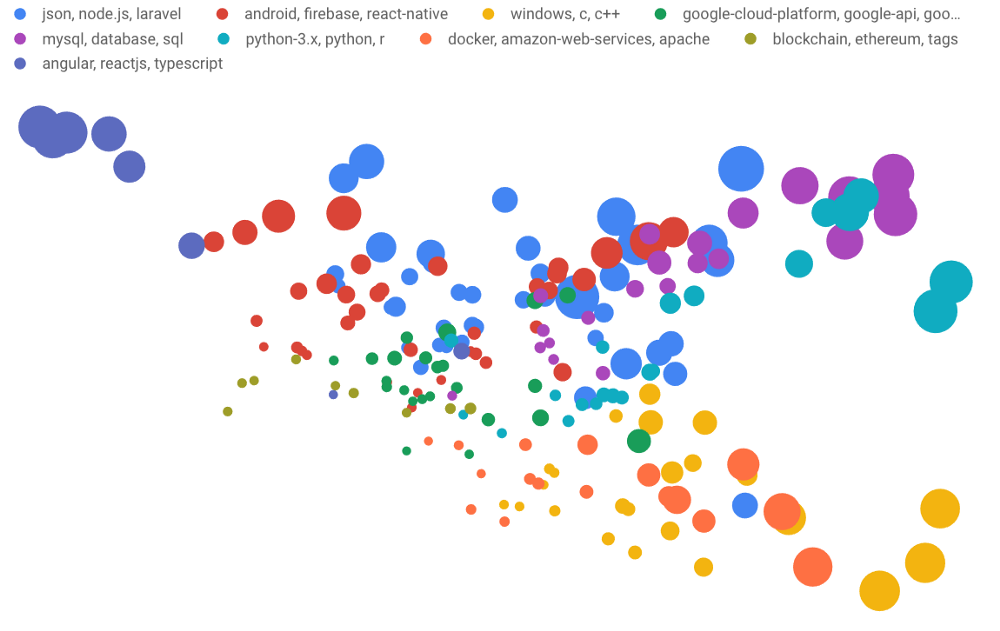 json, node.js, laravel android, firebase, react-native windows, c, c++ google-cloud-platform, google-api, goo...
mysql, database, sql python-3.x, python, r docker, amazon-web-services, apache blockchain, ethereum, tags
angular, reactjs, typescript